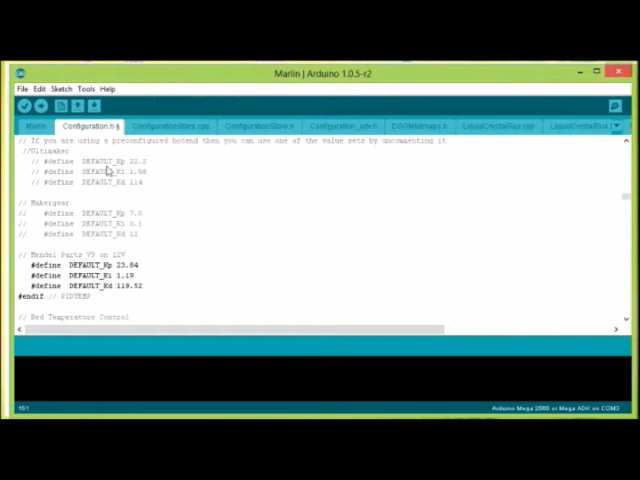 Marlin | Arduino 1.0.5-r2
File Edit Sketch Tools Help
Marlin Configuration.h § ConfigurationStore.cpp ConfigurationStore.h Configuration_adv.h DOGMbitmaps.h LiquidCrystalRus.cpp LiquidCrystalRus.
// If you are using a preconfigured hotend then you can use one of the value sets by uncommenting it
//Ultimaker
// #define DEFAULT_Kp 22.2
// #define DEFAULT_Ki 1.08
// #define DEFAULT_Kd 114
// Makergear
// #define DEFAULT_Kp 7.0
// #define DEFAULT_Ki 0.1
// #define DEFAULT_Kd 12
// Mendel Parts V9 on 12V
#define DEFAULT_Kp 23.84
#define DEFAULT_Ki 1.19
#define DEFAULT_Kd 119.52
#endif // PIDTEMP
// Bed Temperature Control
151
Arduino Mega 2560 or Mega ADK on COM3